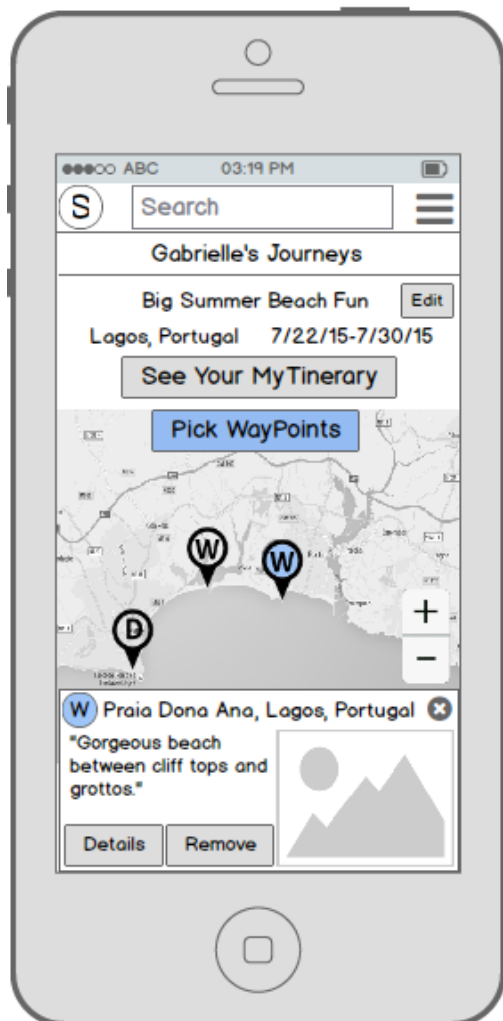 ABC 03:19 PM
S Search
Gabrielle's Journeys
Big Summer Beach Fun Edit
Lagos, Portugal 7/22/15-7/30/15
See Your MyTinerary
Pick WayPoints
W W
D
+
−
W Praia Dona Ana, Lagos, Portugal
"Gorgeous beach
between cliff tops and
grottos."
Details Remove